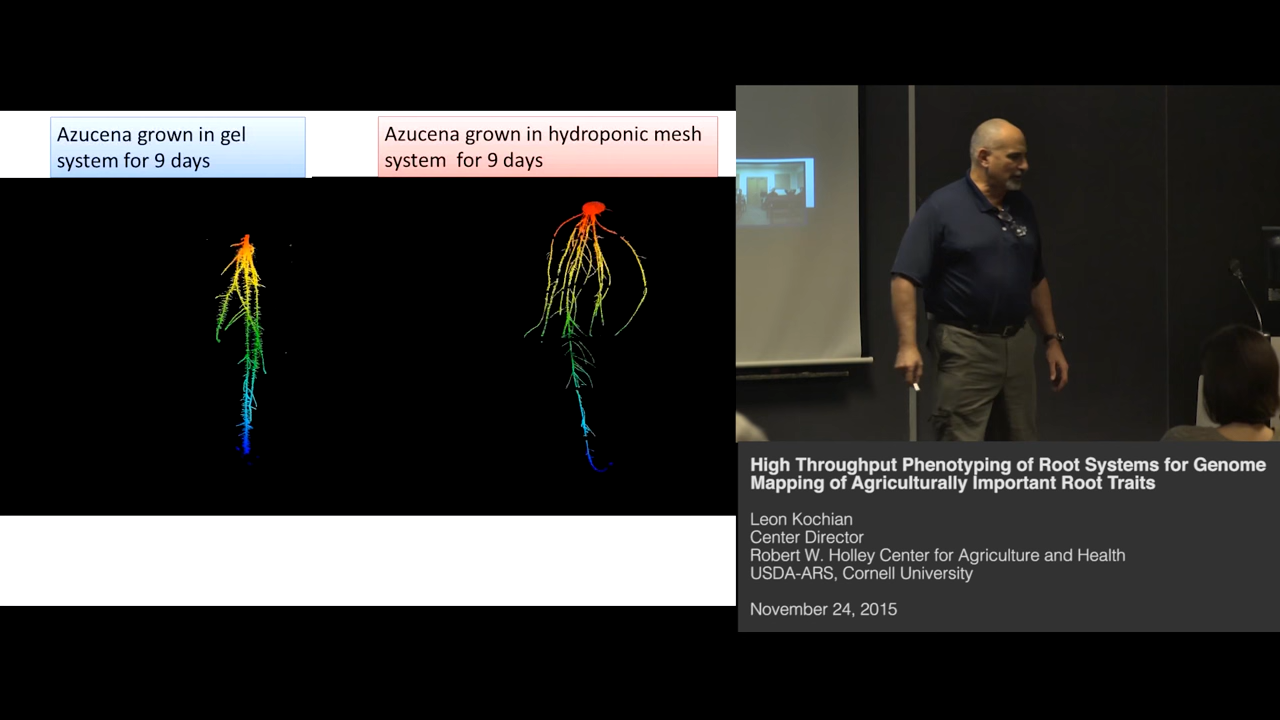 Azucena grown in gel
system for 9 days
Azucena grown in hydroponic mesh
system for 9 days
High Throughput Phenotyping of Root Systems for Genome
Mapping of Agriculturally Important Root Traits
Leon Kochian
Center Director
Robert W. Holley Center for Agriculture and Health
USDA-ARS, Cornell University
November 24, 2015